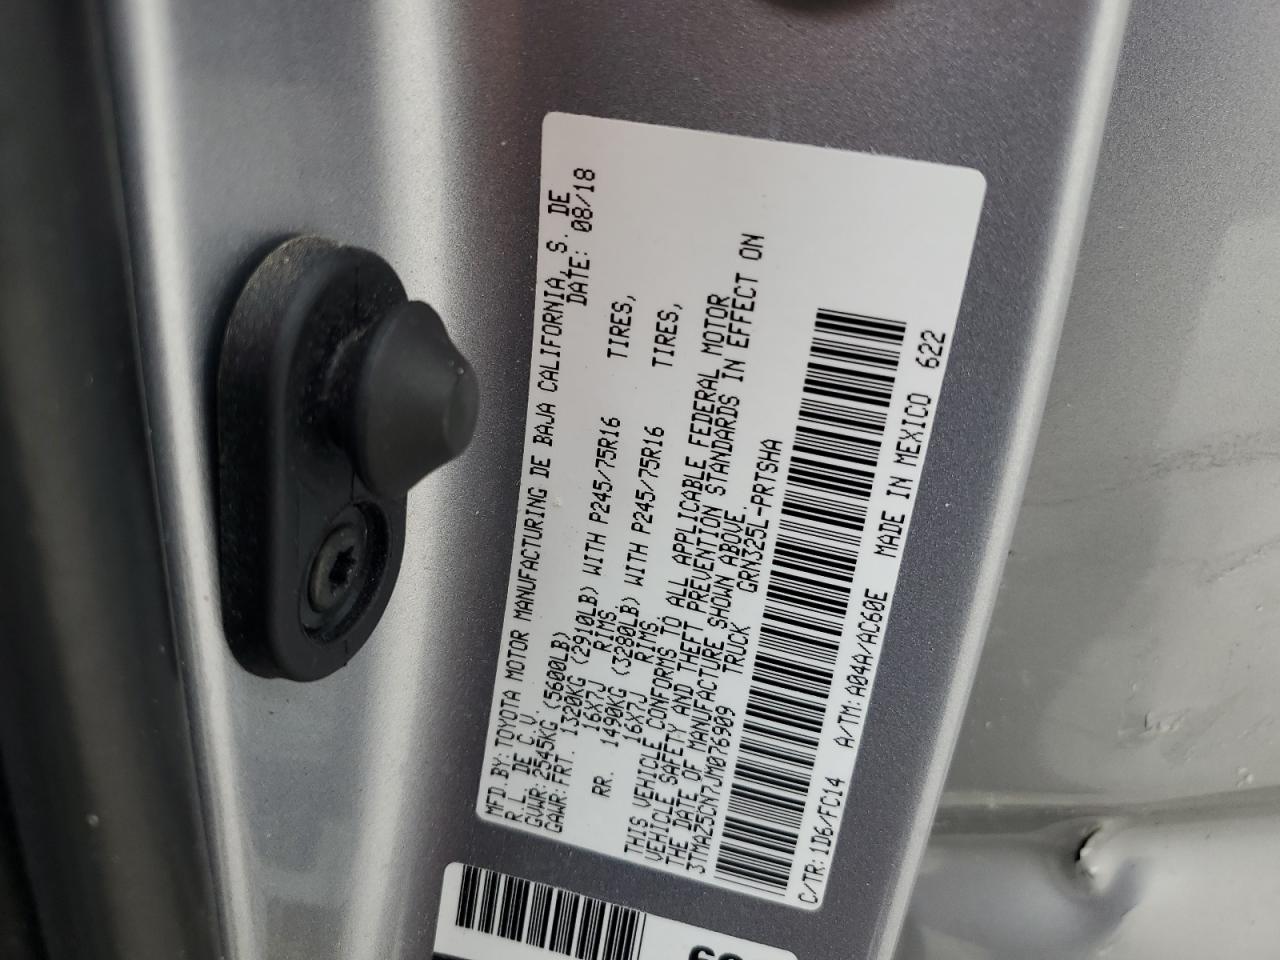 MFD.BY:TOYOTA MOTOR MANUFACTURING DE BAJA CALIFORNIA, S. DE
R.L. DE C.V. DATE: 08/18
GVWR:2545KG (5600LB)
GAWR:FRT. 1320KG (2910LB) WITH P245/75R16 TIRES,
16X7J RIMS,
RR. 1490KG (3280LB) WITH P245/75R16 TIRES,
16X7J RIMS.
THIS VEHICLE CONFORMS TO ALL APPLICABLE FEDERAL MOTOR
VEHICLE SAFETY AND THEFT PREVENTION STANDARDS IN EFFECT ON
THE DATE OF MANUFACTURE SHOWN ABOVE.
3TMAZ5CN7JM076909 TRUCK GRN325L-PRTSHA
C/TR:1D6/FC14 A/TM:A04A/AC60E MADE IN MEXICO 622